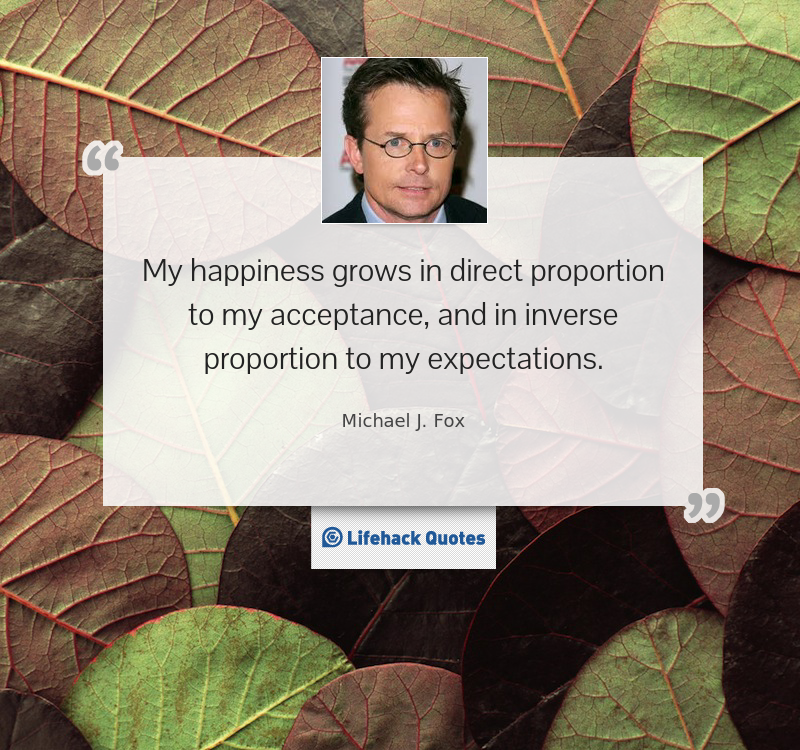 “
My happiness grows in direct proportion
to my acceptance, and in inverse
proportion to my expectations.
Michael J. Fox
”
Lifehack Quotes